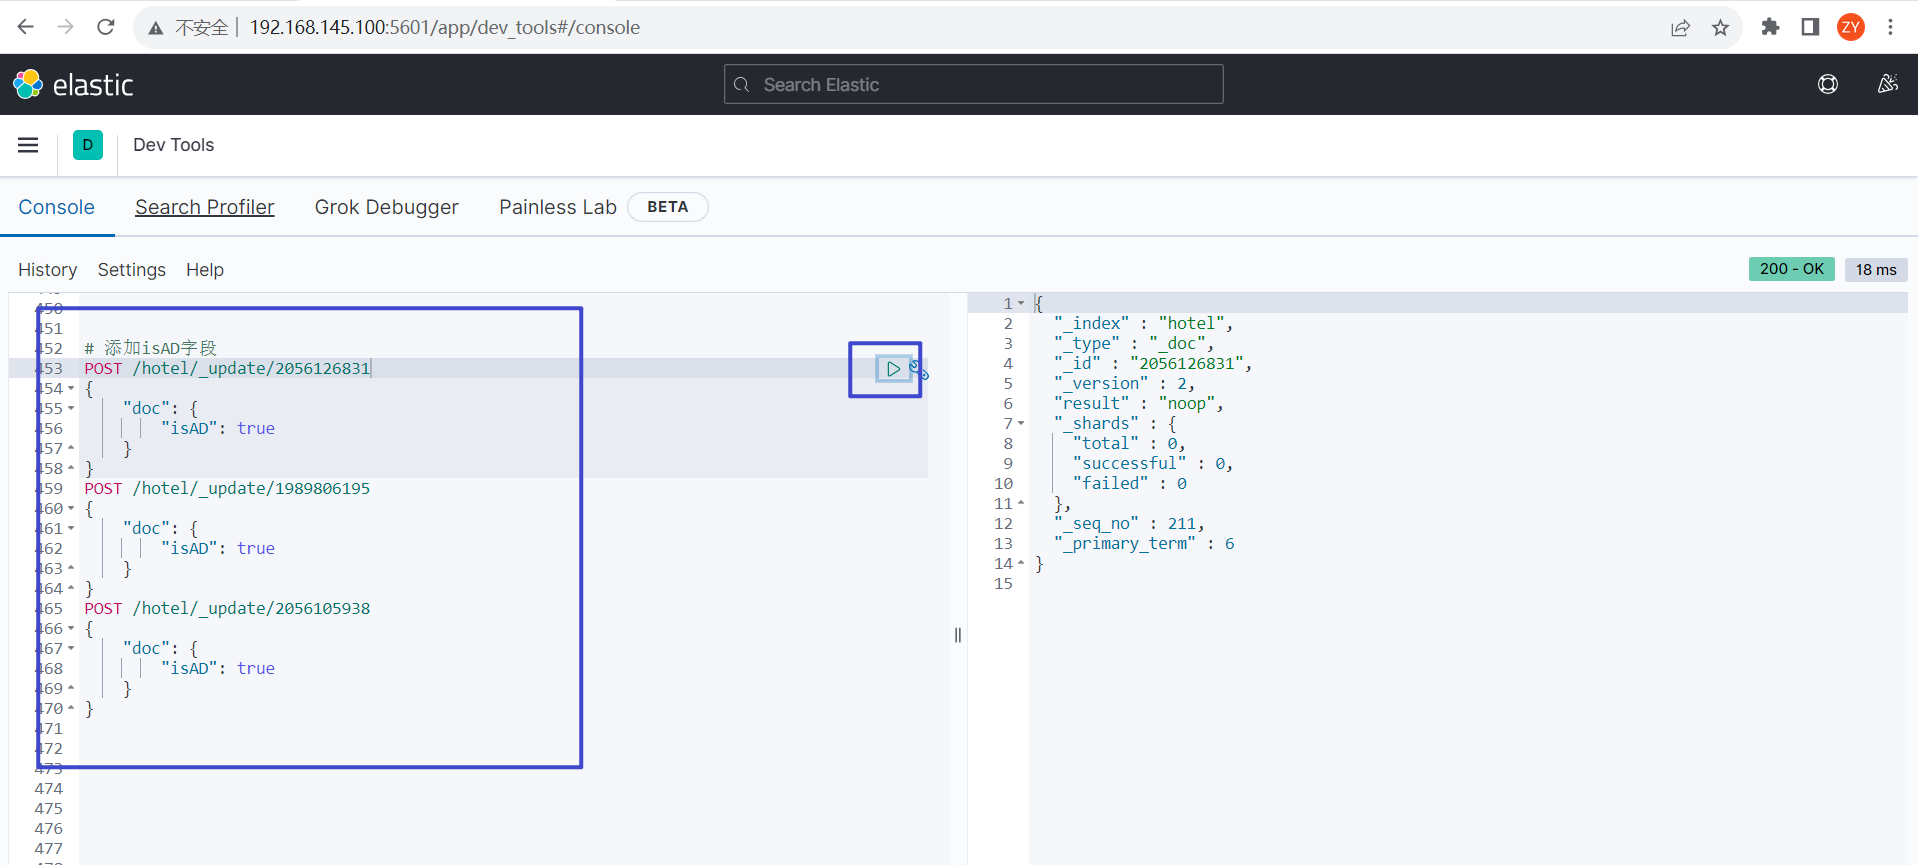 不安全 | 192.168.145.100:5601/app/dev_tools#/console
ZY
elastic
Search Elastic
D
Dev Tools
Console
Search Profiler
Grok Debugger
Painless Lab
BETA
History
Settings
Help
200 - OK
18 ms
450
451
452 # 添加isAD字段
453 POST /hotel/_update/2056126831
454 {
455 "doc": {
456 "isAD": true
457 }
458 }
459 POST /hotel/_update/1989806195
460 {
461 "doc": {
462 "isAD": true
463 }
464 }
465 POST /hotel/_update/2056105938
466 {
467 "doc": {
468 "isAD": true
469 }
470 }
471
472
473
474
475
476
477
1 {
2 "_index" : "hotel",
3 "_type" : "_doc",
4 "_id" : "2056126831",
5 "_version" : 2,
6 "result" : "noop",
7 "_shards" : {
8 "total" : 0,
9 "successful" : 0,
10 "failed" : 0
11 },
12 "_seq_no" : 211,
13 "_primary_term" : 6
14 }
15